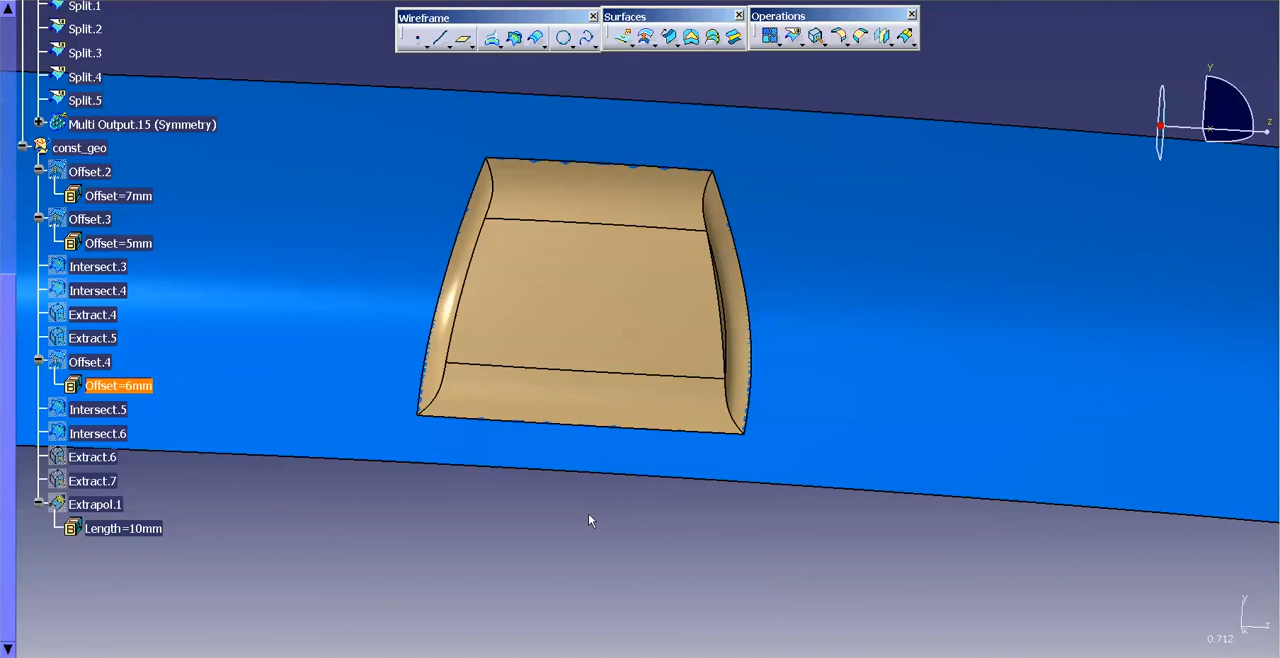 Split.1
Wireframe
Surfaces
Operations
Split.2
Split.3
Split.4
Split.5
Multi Output.15 (Symmetry)
const_geo
Offset.2
Offset=7mm
Offset.3
Offset=5mm
Intersect.3
Intersect.4
Extract.4
Extract.5
Offset.4
Offset=6mm
Intersect.5
Intersect.6
Extract.6
Extract.7
Extrapol.1
Length=10mm
y
z
x
y
z
x
0.712